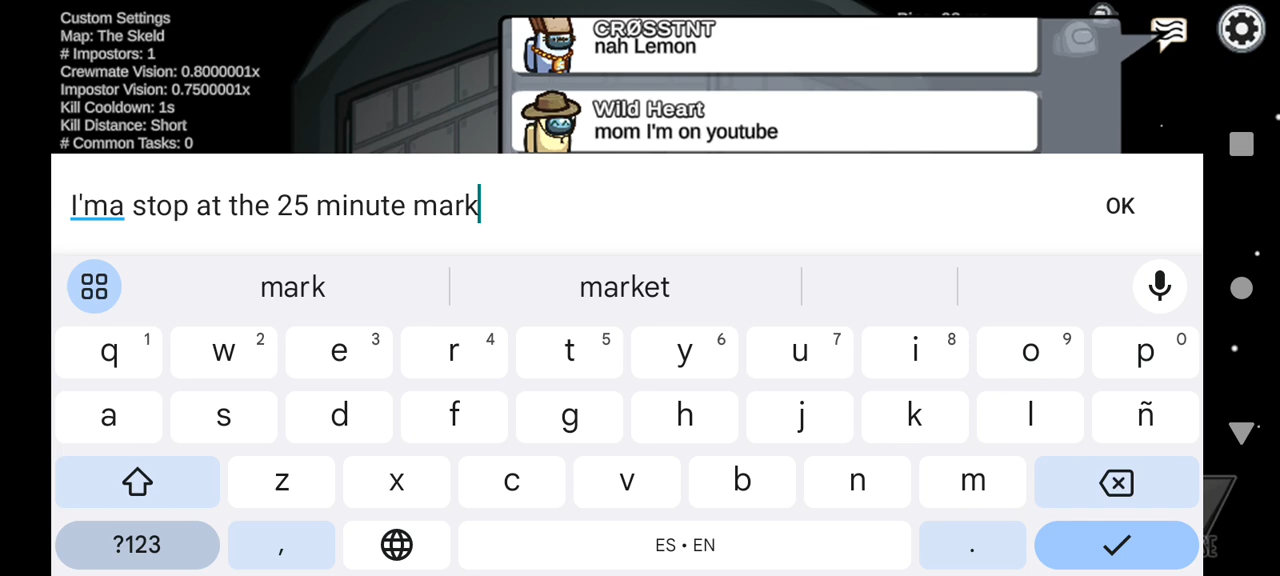 Custom Settings
Map: The Skeld
# Impostors: 1
Crewmate Vision: 0.8000001x
Impostor Vision: 0.7500001x
Kill Cooldown: 1s
Kill Distance: Short
# Common Tasks: 0
CRØSSTNT
nah Lemon
Wild Heart
mom I'm on youtube
I'ma stop at the 25 minute mark
OK
mark market
q 1 w 2 e 3 r 4 t 5 y 6 u 7 i 8 o 9 p 0
a s d f g h j k l ñ
z x c v b n m
?123 , ES • EN .